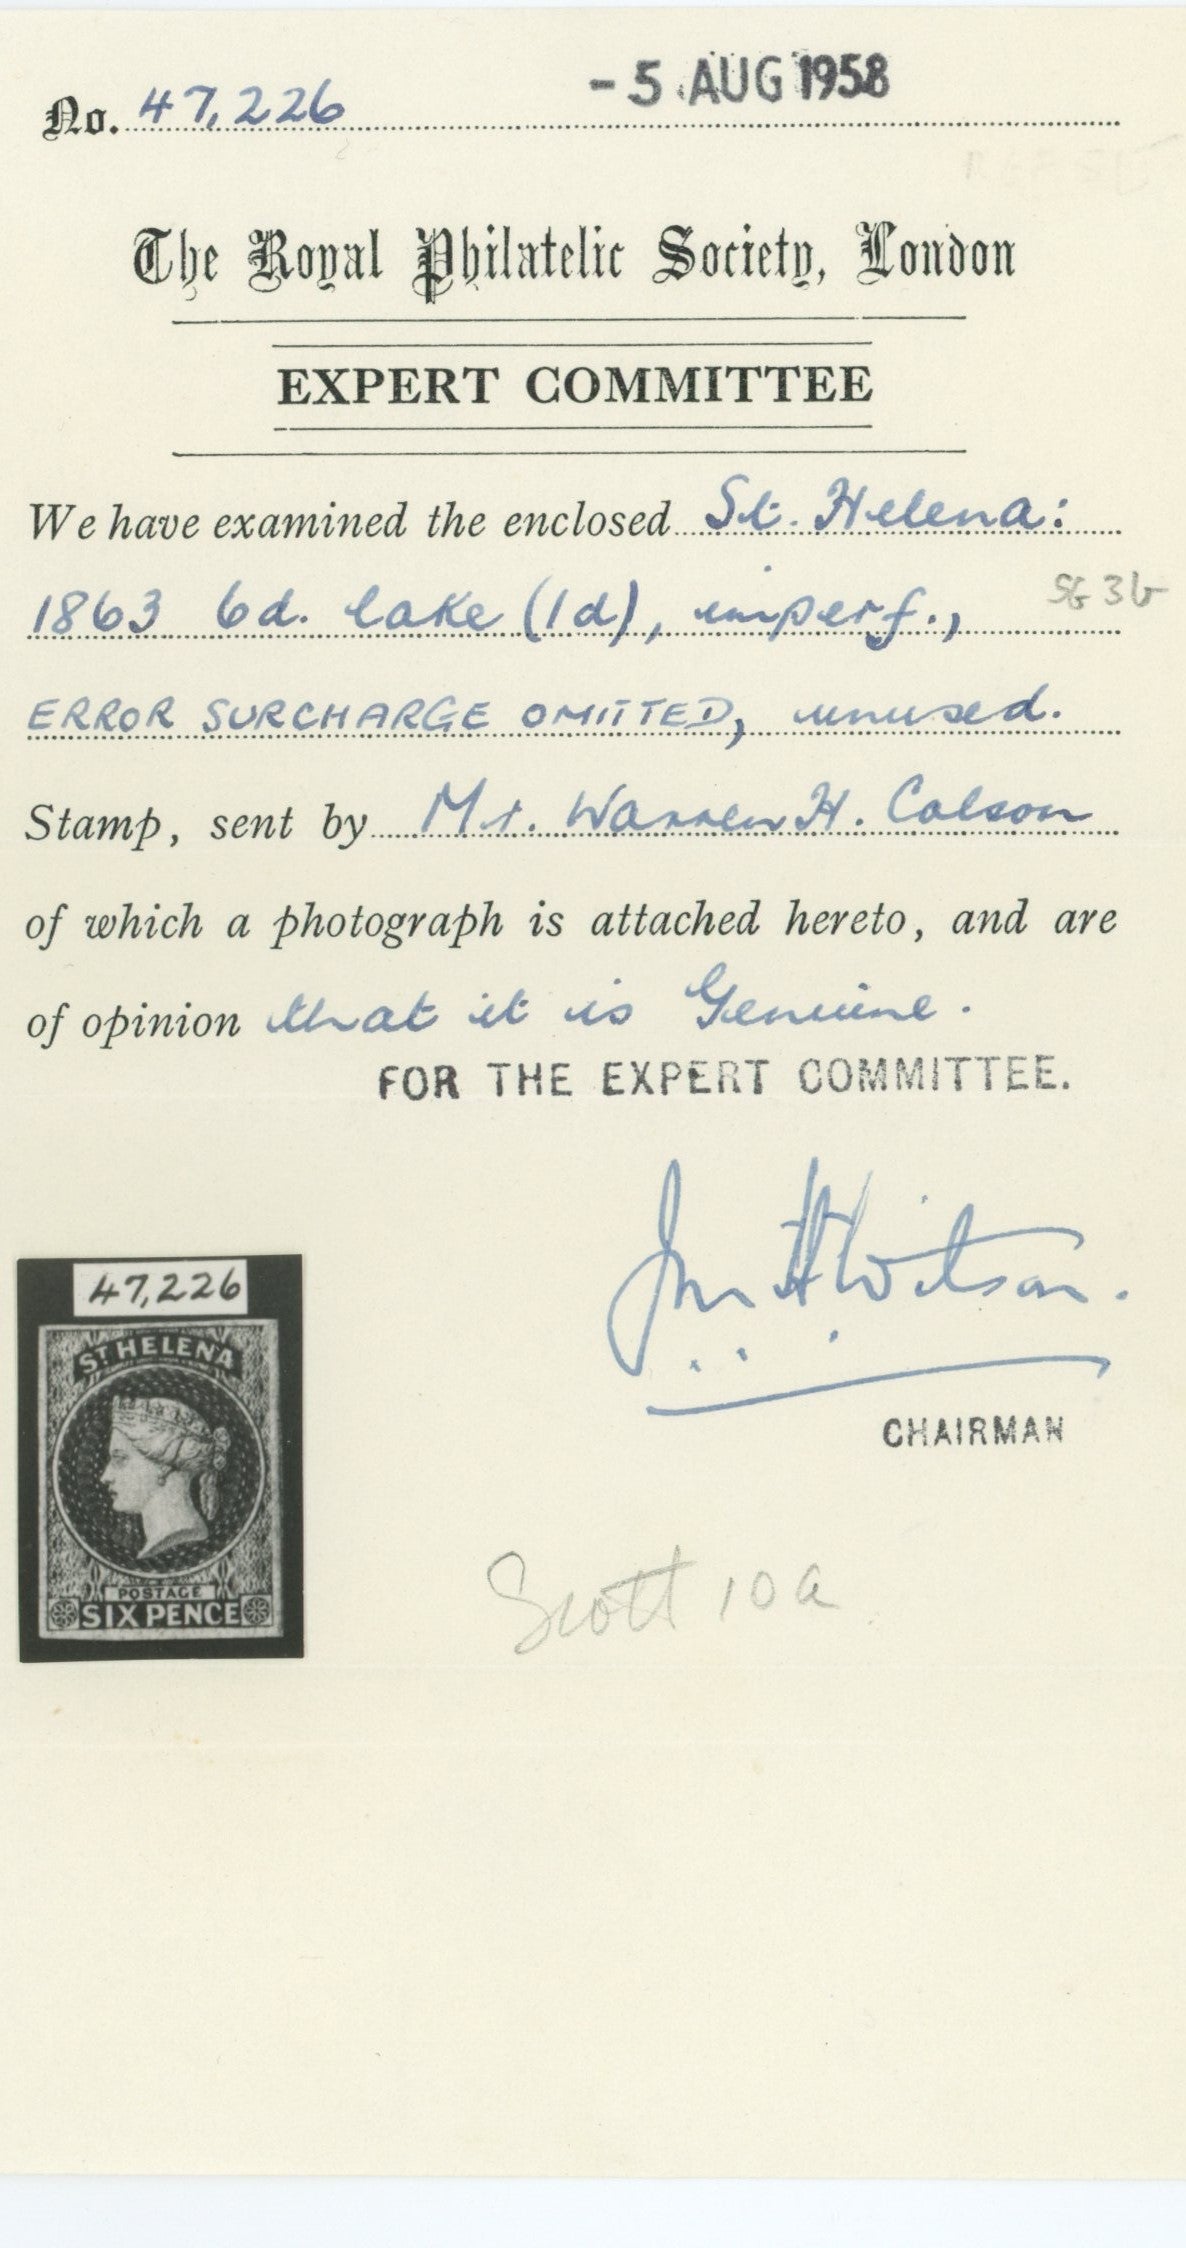 No. 47,226 - 5 AUG 1958
The Royal Philatelic Society, London
EXPERT COMMITTEE
We have examined the enclosed St. Helena:
1863 6d. lake (1d), imperf., SG 3b
ERROR SURCHARGE OMITTED, unused.
Stamp, sent by Mr. Warren H. Colson
of which a photograph is attached hereto, and are
of opinion that it is Genuine.
FOR THE EXPERT COMMITTEE.
Jn H Wilson.
CHAIRMAN
47,226
ST HELENA
POSTAGE
SIX PENCE
Scott 10a